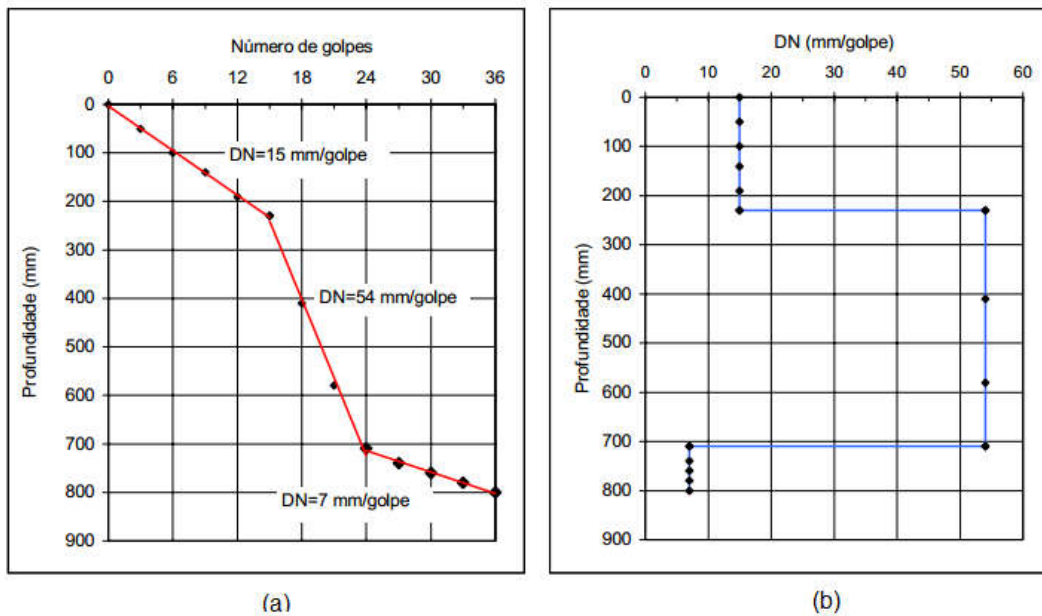 Número de golpes
0 6 12 18 24 30 36
0
100
200
300
400
500
600
700
800
900
Profundidade (mm)
DN=15 mm/golpe
DN=54 mm/golpe
DN=7 mm/golpe
(a)
DN (mm/golpe)
0 10 20 30 40 50 60
0
100
200
300
400
500
600
700
800
900
Profundidade (mm)
(b)